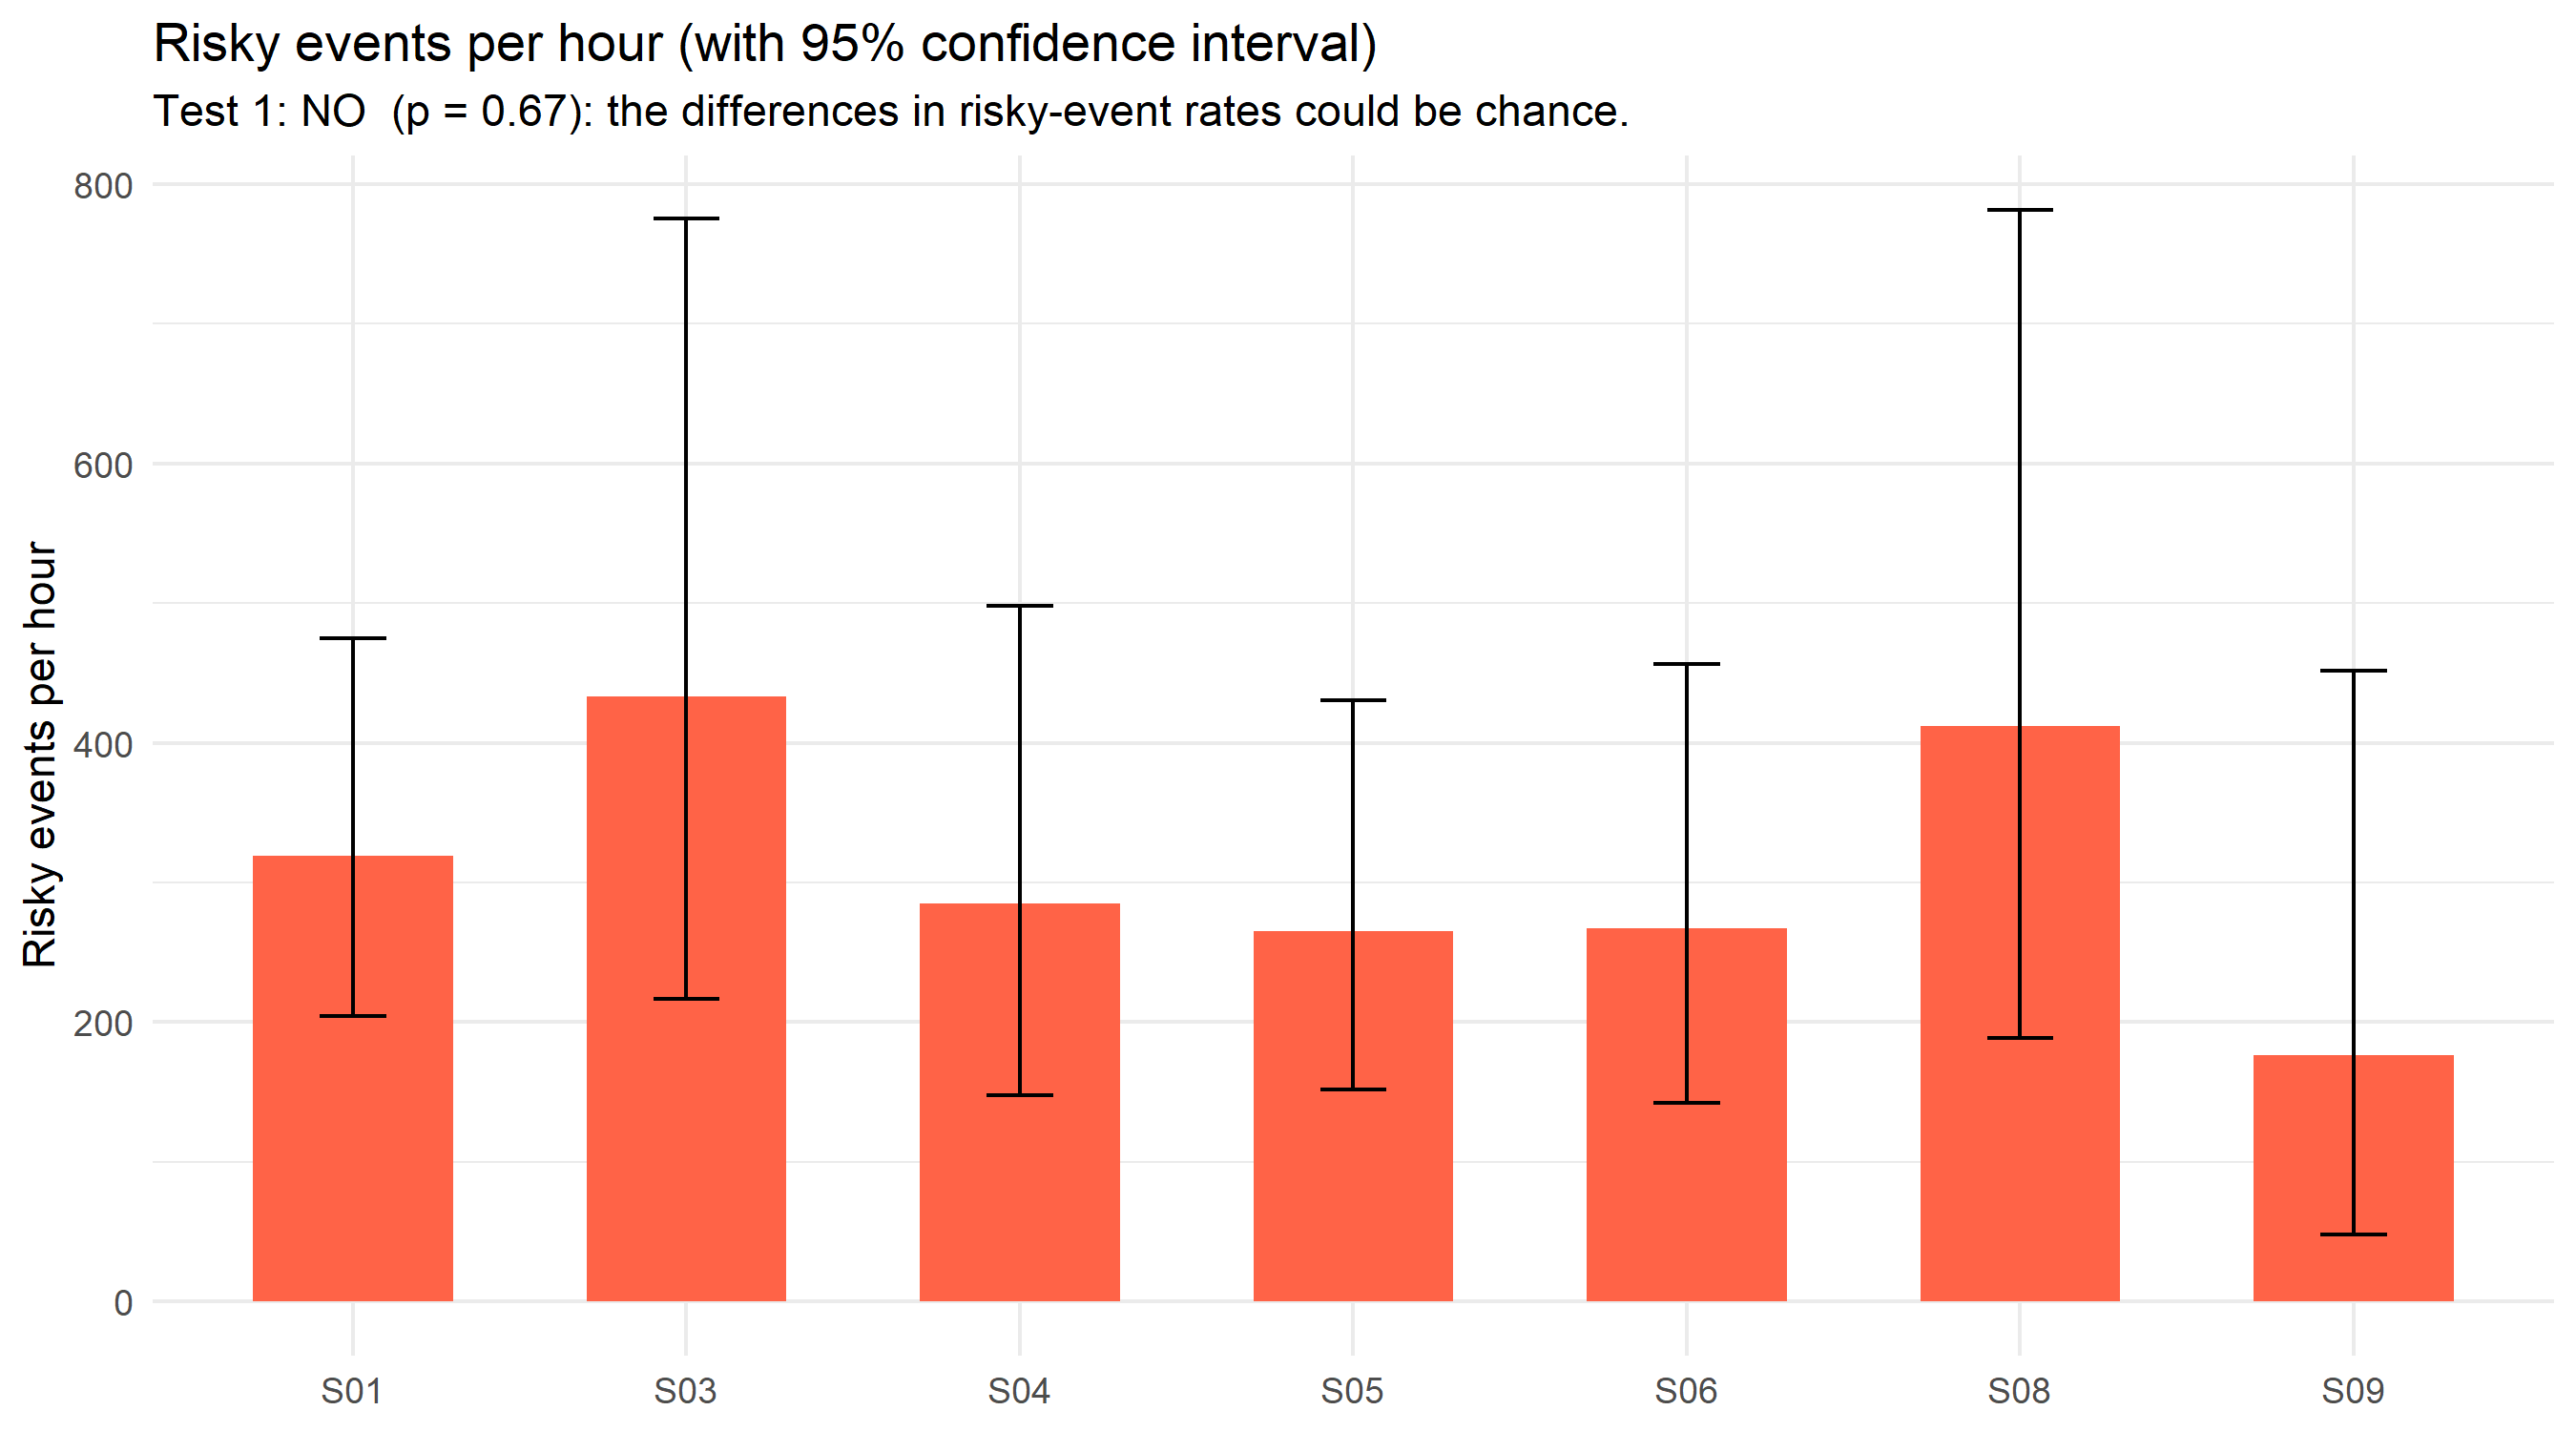 Risky events per hour (with 95% confidence interval)
Test 1: NO  (p = 0.67): the differences in risky-event rates could be chance.
Risky events per hour
800
600
400
200
0
S01 S03 S04 S05 S06 S08 S09